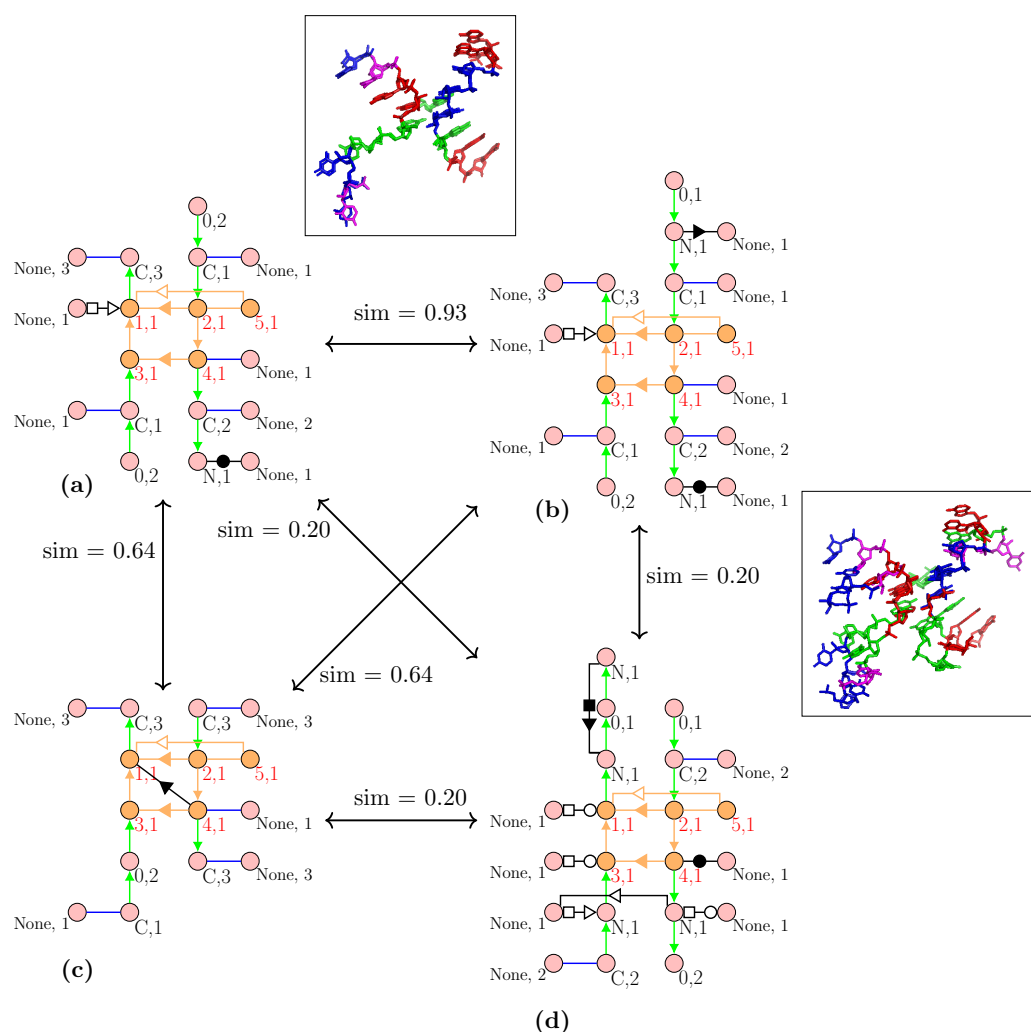 0,2
None, 3
C,3
C,1
None, 1
None, 1
1,1
2,1
5,1
3,1
4,1
None, 1
None, 1
C,1
C,2
None, 2
0,2
N,1
None, 1
(a)
sim = 0.93
0,1
N,1
None, 1
None, 3
C,3
C,1
None, 1
None, 1
1,1
2,1
5,1
3,1
4,1
None, 1
None, 1
C,1
C,2
None, 2
0,2
N,1
None, 1
(b)
sim = 0.64
sim = 0.20
sim = 0.20
sim = 0.64
None, 3
C,3
C,3
None, 3
1,1
2,1
5,1
3,1
4,1
None, 1
0,2
C,3
None, 3
None, 1
C,1
(c)
sim = 0.20
N,1
0,1
0,1
N,1
C,2
None, 2
None, 1
1,1
2,1
5,1
None, 1
3,1
4,1
None, 1
None, 1
N,1
N,1
None, 1
None, 2
C,2
0,2
(d)